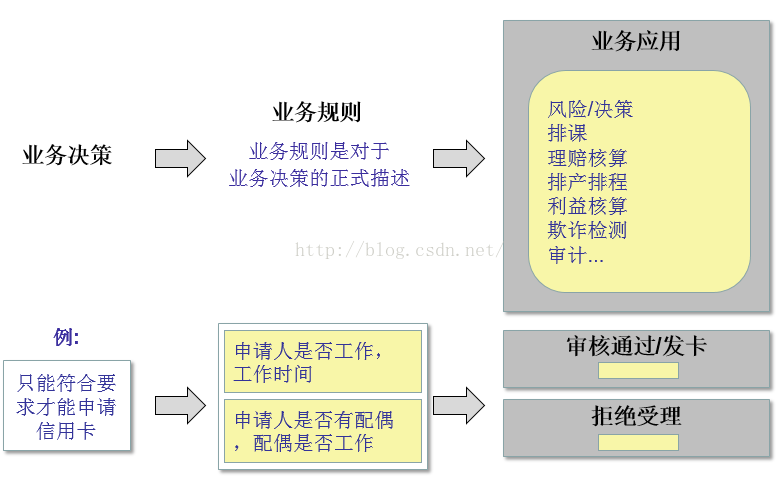 业务决策
业务规则
业务规则是对于
业务决策的正式描述
业务应用
风险/决策
排课
理赔核算
排产排程
利益核算
欺诈检测
审计...
http://blog.csdn.net/
例:
只能符合要
求才能申请
信用卡
申请人是否工作，
工作时间
申请人是否有配偶
，配偶是否工作
审核通过/发卡
拒绝受理